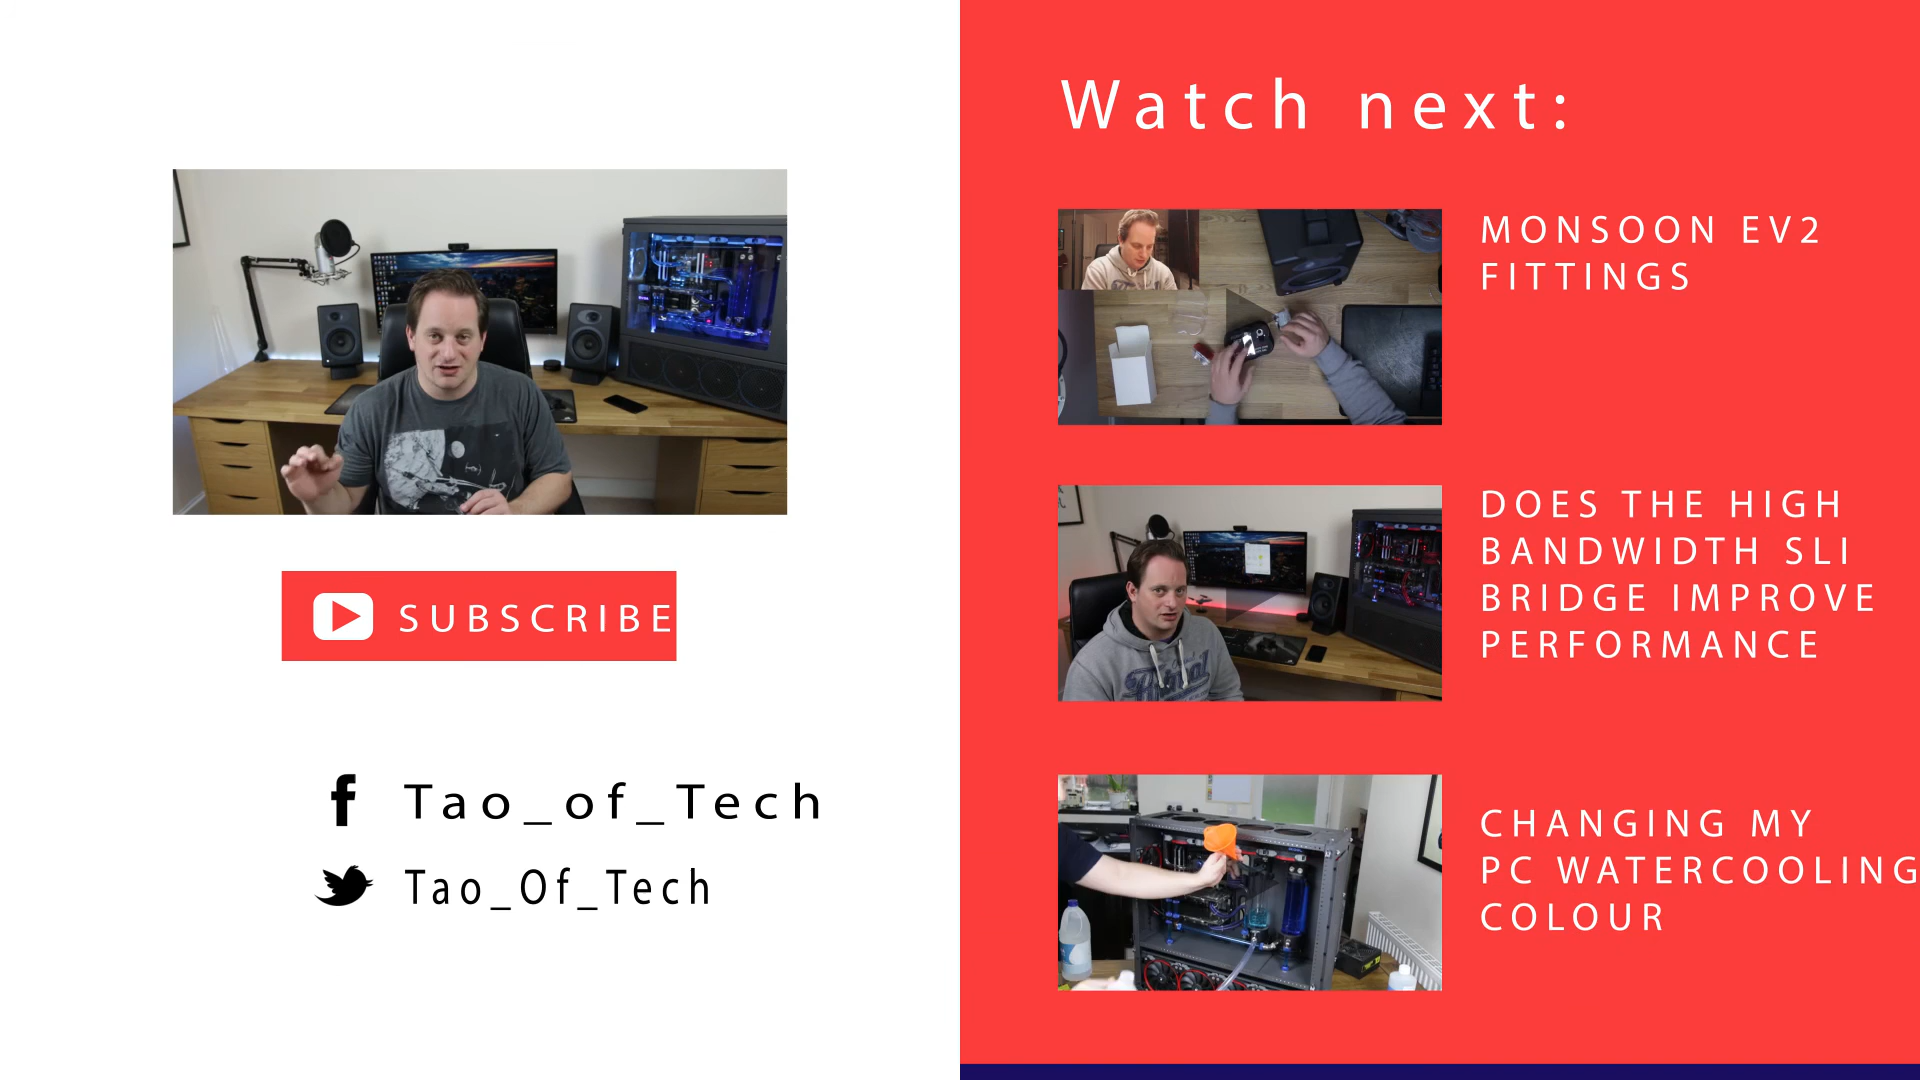 SUBSCRIBE
Tao_of_Tech
Tao_Of_Tech
Watch next:
MONSOON EV2
FITTINGS
DOES THE HIGH
BANDWIDTH SLI
BRIDGE IMPROVE
PERFORMANCE
CHANGING MY
PC WATERCOOLING
COLOUR